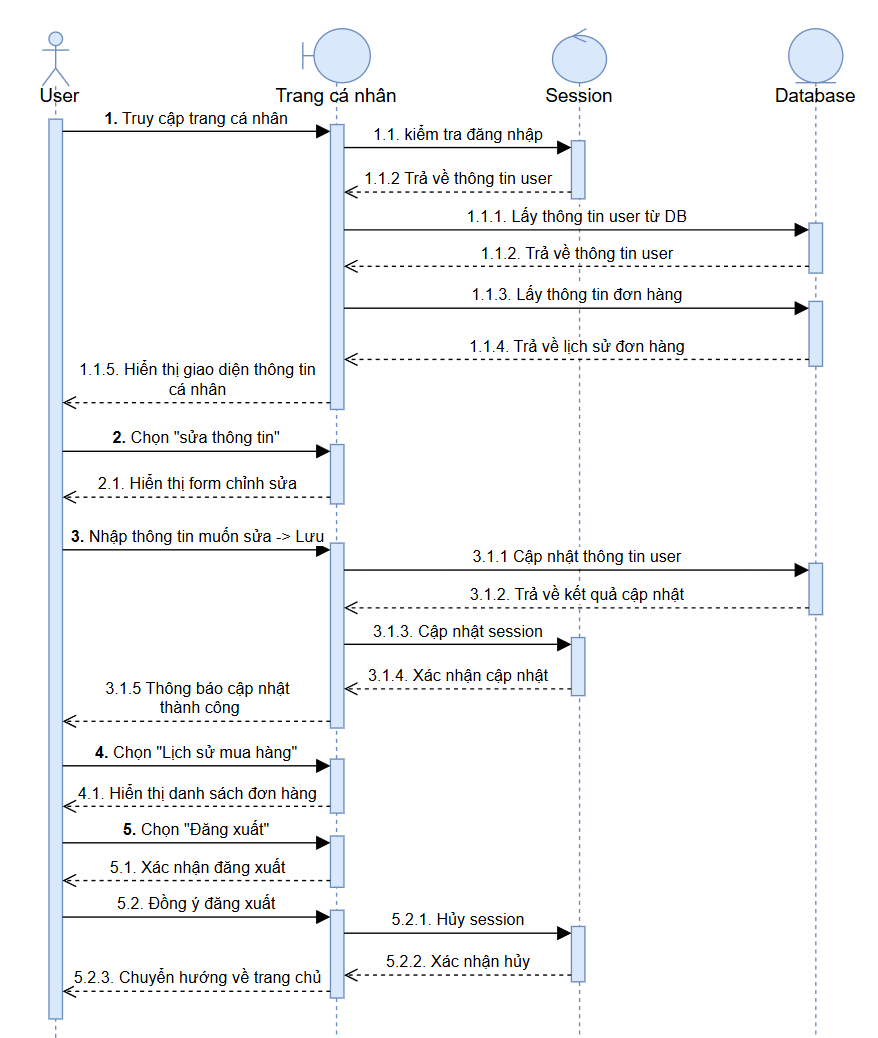 User
Trang cá nhân
Session
Database
1. Truy cập trang cá nhân
1.1. kiểm tra đăng nhập
1.1.2 Trả về thông tin user
1.1.1. Lấy thông tin user từ DB
1.1.2. Trả về thông tin user
1.1.3. Lấy thông tin đơn hàng
1.1.4. Trả về lịch sử đơn hàng
1.1.5. Hiển thị giao diện thông tin
cá nhân
2. Chọn "sửa thông tin"
2.1. Hiển thị form chỉnh sửa
3. Nhập thông tin muốn sửa -> Lưu
3.1.1 Cập nhật thông tin user
3.1.2. Trả về kết quả cập nhật
3.1.3. Cập nhật session
3.1.4. Xác nhận cập nhật
3.1.5 Thông báo cập nhật
thành công
4. Chọn "Lịch sử mua hàng"
4.1. Hiển thị danh sách đơn hàng
5. Chọn "Đăng xuất"
5.1. Xác nhận đăng xuất
5.2. Đồng ý đăng xuất
5.2.1. Hủy session
5.2.2. Xác nhận hủy
5.2.3. Chuyển hướng về trang chủ